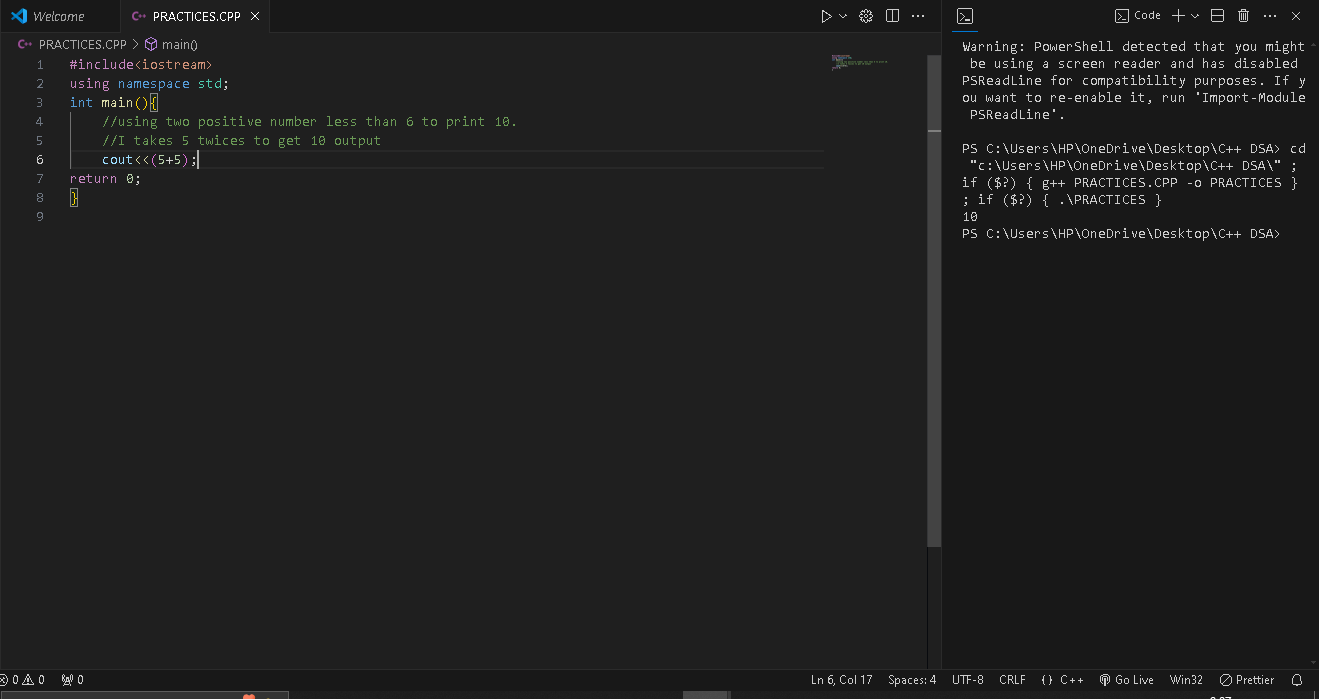 Welcome
PRACTICES.CPP
PRACTICES.CPP > main()
1 #include<iostream>
2 using namespace std;
3 int main(){
4 //using two positive number less than 6 to print 10.
5 //I takes 5 twices to get 10 output
6 cout<<(5+5);
7 return 0;
8 }
9
Code
Warning: PowerShell detected that you might
be using a screen reader and has disabled
PSReadLine for compatibility purposes. If y
ou want to re-enable it, run 'Import-Module
PSReadLine'.
PS C:\Users\HP\OneDrive\Desktop\C++ DSA> cd
"c:\Users\HP\OneDrive\Desktop\C++ DSA\" ;
if ($?) { g++ PRACTICES.CPP -o PRACTICES }
; if ($?) { .\PRACTICES }
10
PS C:\Users\HP\OneDrive\Desktop\C++ DSA>
0 0 0 Ln 6, Col 17 Spaces: 4 UTF-8 CRLF {} C++ Go Live Win32 Prettier